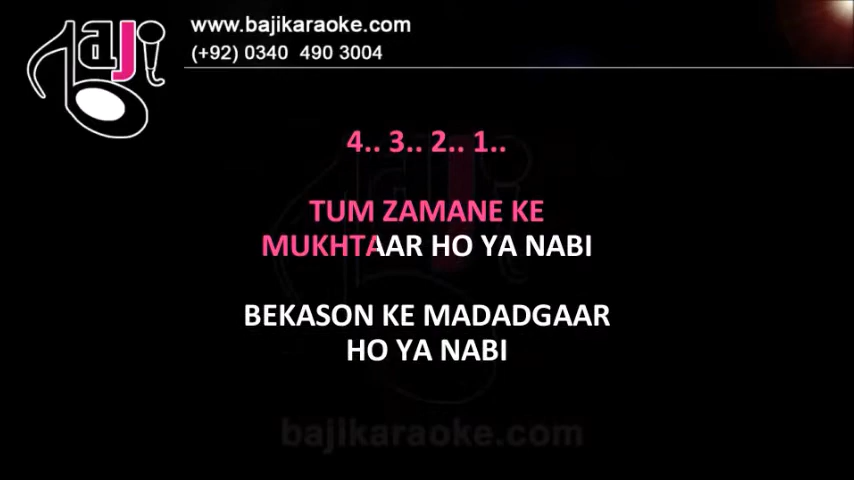 BaJi
www.bajikaraoke.com
(+92) 0340 490 3004
4.. 3.. 2.. 1..
TUM ZAMANE KE
MUKHTAAR HO YA NABI
BEKASON KE MADADGAAR
HO YA NABI
bajikaraoke.com